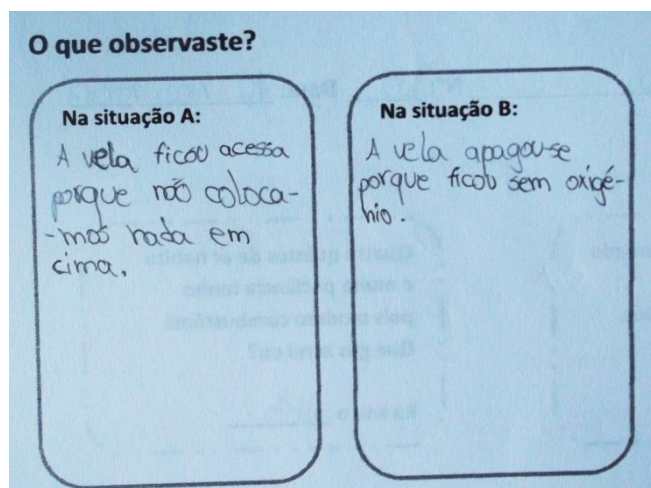 O que observaste?
Na situação A:
A vela ficou acessa
porque não coloca-
-mos nada em
cima.
Na situação B:
A vela apagou-se
porque ficou sem oxigé-
nio.